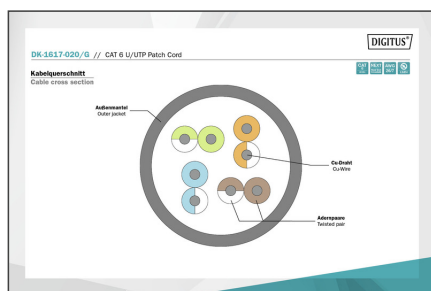 DIGITUS®
DK-1617-020/G // CAT 6 U/UTP Patch Cord
Kabelquerschnitt
Cable cross section
Außenmantel
Outer jacket
Cu-Draht
Cu-Wire
Adernpaare
Twisted pair